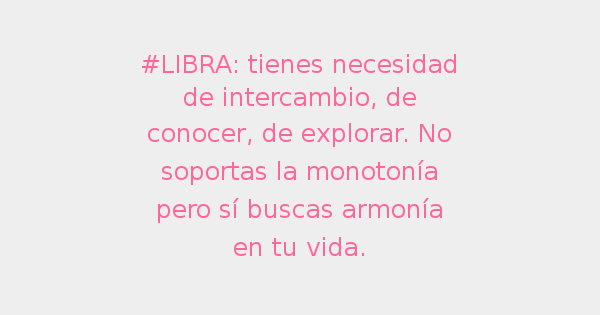 #LIBRA: tienes necesidad
de intercambio, de
conocer, de explorar. No
soportas la monotonía
pero sí buscas armonía
en tu vida.